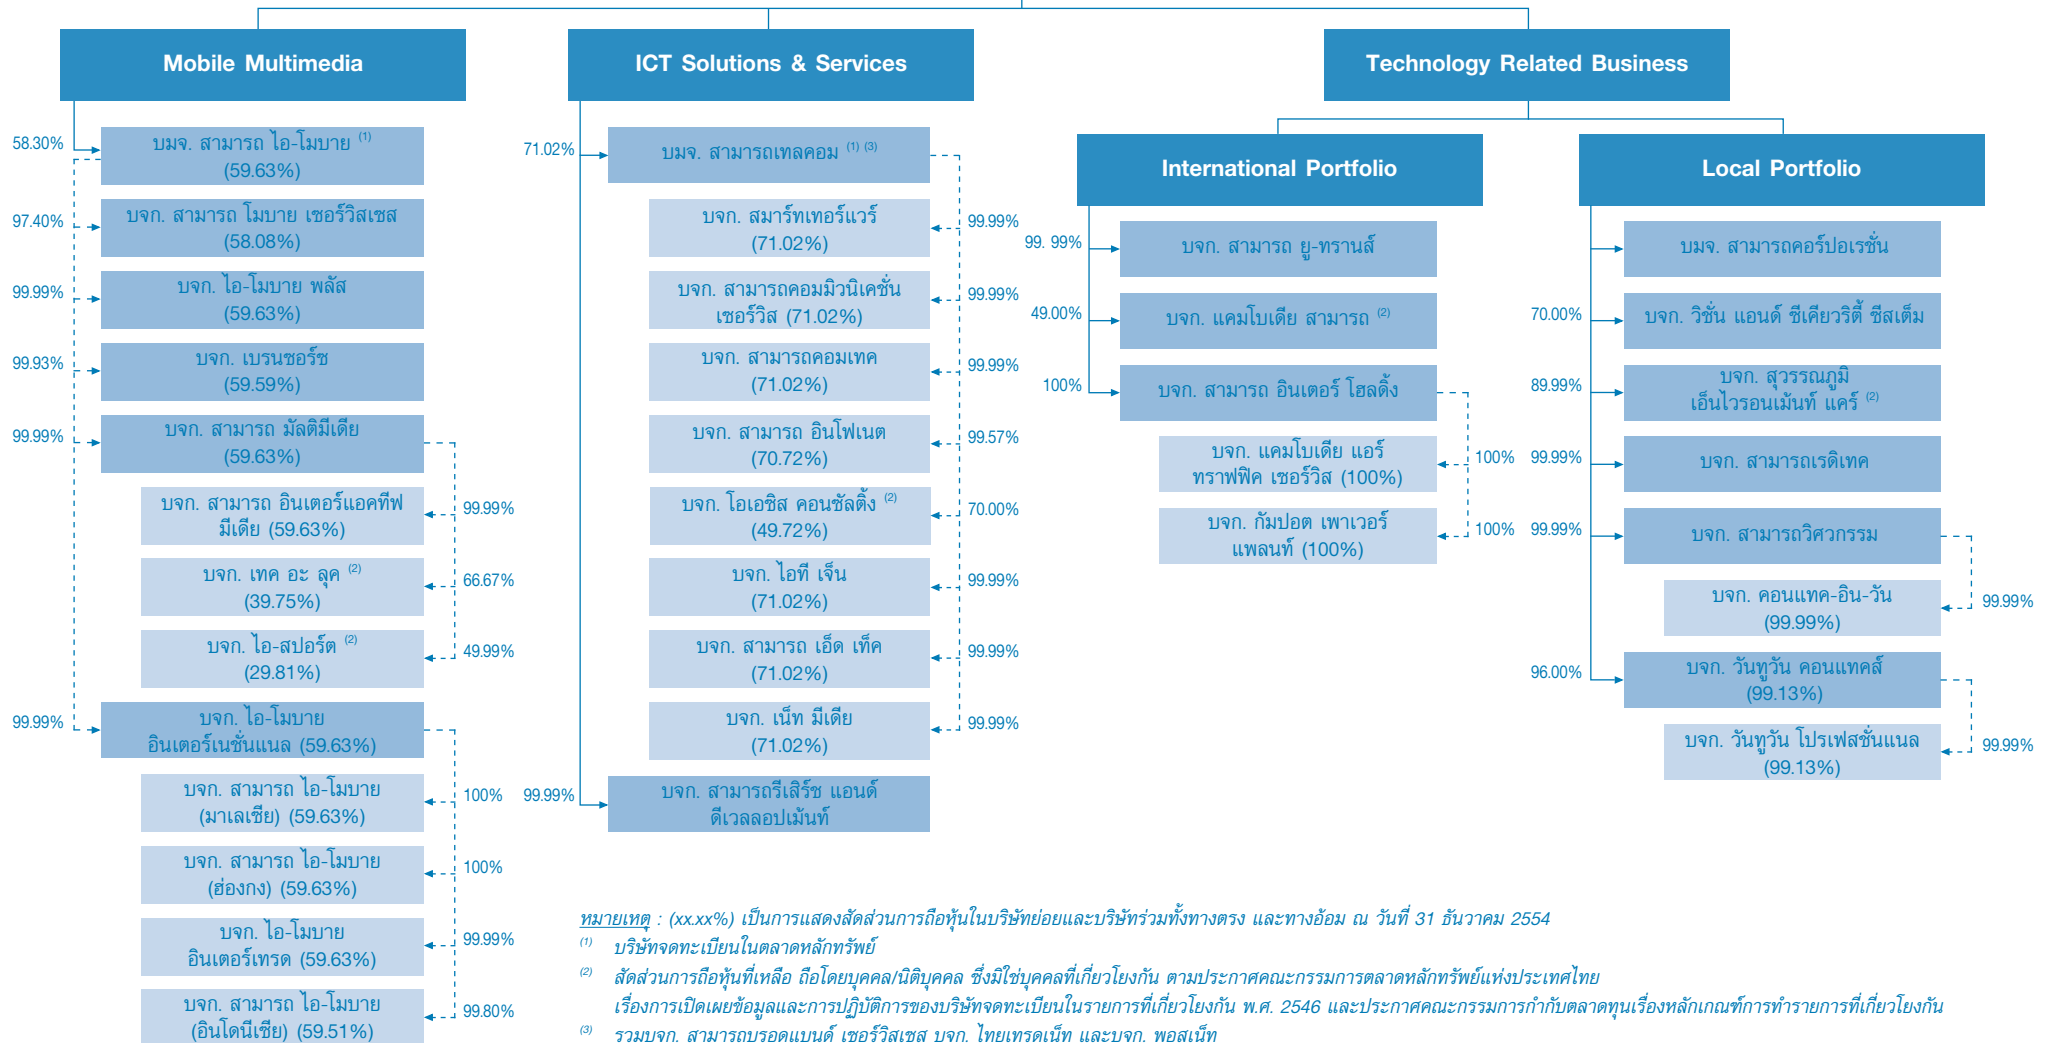 Mobile Multimedia
58.30%
บมจ. สามารถ ไอ-โมบาย (1)
(59.63%)
97.40%
บจก. สามารถ โมบาย เซอร์วิสเซส
(58.08%)
99.99%
บจก. ไอ-โมบาย พลัส
(59.63%)
99.93%
บจก. เบรนซอร์ซ
(59.59%)
99.99%
บจก. สามารถ มัลติมีเดีย
(59.63%)
บจก. สามารถ อินเตอร์แอคทีฟ
มีเดีย (59.63%)
99.99%
บจก. เทค อะ ลุค (2)
(39.75%)
66.67%
บจก. ไอ-สปอร์ต (2)
(29.81%)
49.99%
99.99%
บจก. ไอ-โมบาย
อินเตอร์เนชั่นแนล (59.63%)
บจก. สามารถ ไอ-โมบาย
(มาเลเซีย) (59.63%)
100%
บจก. สามารถ ไอ-โมบาย
(ฮ่องกง) (59.63%)
100%
บจก. ไอ-โมบาย
อินเตอร์เทรด (59.63%)
99.99%
บจก. สามารถ ไอ-โมบาย
(อินโดนีเซีย) (59.51%)
99.80%
ICT Solutions & Services
71.02%
บมจ. สามารถเทลคอม (1) (3)
บจก. สมาร์ทเทอร์แวร์
(71.02%)
99.99%
บจก. สามารถคอมมิวนิเคชั่น
เซอร์วิส (71.02%)
99.99%
บจก. สามารถคอมเทค
(71.02%)
99.99%
บจก. สามารถ อินโฟเนต
(70.72%)
99.57%
บจก. โอเอซิส คอนซัลติ้ง (2)
(49.72%)
70.00%
บจก. ไอที เจ็น
(71.02%)
99.99%
บจก. สามารถ เอ็ด เท็ค
(71.02%)
99.99%
บจก. เน็ท มีเดีย
(71.02%)
99.99%
99.99%
บจก. สามารถรีเสิร์ช แอนด์
ดีเวลลอปเม้นท์
Technology Related Business
International Portfolio
99. 99%
บจก. สามารถ ยู-ทรานส์
49.00%
บจก. แคมโบเดีย สามารถ (2)
100%
บจก. สามารถ อินเตอร์ โฮลดิ้ง
บจก. แคมโบเดีย แอร์
ทราฟฟิค เซอร์วิส (100%)
100%
บจก. กัมปอต เพาเวอร์
แพลนท์ (100%)
100%
Local Portfolio
บมจ. สามารถคอร์ปอเรชั่น
70.00%
บจก. วิชั่น แอนด์ ซีเคียวริตี้ ซีสเต็ม
89.99%
บจก. สุวรรณภูมิ
เอ็นไวรอนเม้นท์ แคร์ (2)
99.99%
บจก. สามารถเรดิเทค
99.99%
บจก. สามารถวิศวกรรม
บจก. คอนแทค-อิน-วัน
(99.99%)
99.99%
96.00%
บจก. วันทูวัน คอนแทคส์
(99.13%)
บจก. วันทูวัน โปรเฟสชั่นแนล
(99.13%)
99.99%
หมายเหตุ : (xx.xx%) เป็นการแสดงสัดส่วนการถือหุ้นในบริษัทย่อยและบริษัทร่วมทั้งทางตรง และทางอ้อม ณ วันที่ 31 ธันวาคม 2554
(1) บริษัทจดทะเบียนในตลาดหลักทรัพย์
(2) สัดส่วนการถือหุ้นที่เหลือ ถือโดยบุคคล/นิติบุคคล ซึ่งมิใช่บุคคลที่เกี่ยวโยงกัน ตามประกาศคณะกรรมการตลาดหลักทรัพย์แห่งประเทศไทย
เรื่องการเปิดเผยข้อมูลและการปฏิบัติการของบริษัทจดทะเบียนในรายการที่เกี่ยวโยงกัน พ.ศ. 2546 และประกาศคณะกรรมการกำกับตลาดทุนเรื่องหลักเกณฑ์การทำรายการที่เกี่ยวโยงกัน
(3) รวมบจก. สามารถบรอดแบนด์ เซอร์วิสเซส บจก. ไทยเทรดเน็ท และบจก. พอสเน็ท